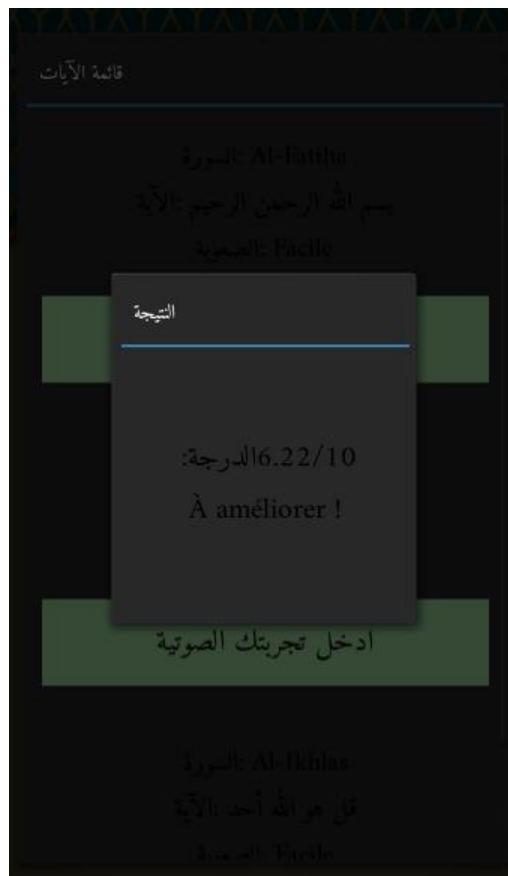 قائمة الآيات
السورة: Al-Fatiha
بسم الله الرحمن الرحيم :الآية
الصعوبة: Facile
النتيجة
6.22/10الدرجة:
À améliorer !
ادخل تجربتك الصوتية
السورة: Al-Ikhlas
قل هو الله أحد :الآية
الصعوبة: Facile